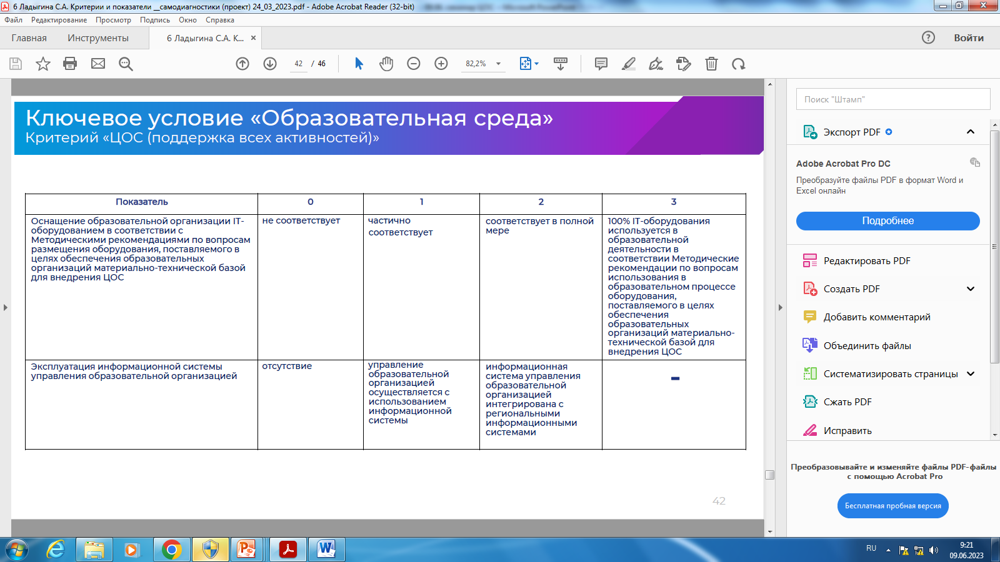 6 Ладыгина С.А. Критерии и показатели __самодиагностики (проект) 24_03_2023.pdf - Adobe Acrobat Reader (32-bit)
Файл Редактирование Просмотр Подпись Окно Справка
Главная Инструменты 6 Ладыгина С.А. К... × Войти
42 / 46 82,2%
Ключевое условие «Образовательная среда»
Критерий «ЦОС (поддержка всех активностей)»
Показатель 0 1 2 3
Оснащение образовательной организации IT-
оборудованием в соответствии с
Методическими рекомендациями по вопросам
размещения оборудования, поставляемого в
целях обеспечения образовательных
организаций материально-технической базой
для внедрения ЦОС
не соответствует
частично
соответствует
соответствует в полной
мере
100% IT-оборудования
используется в
образовательной
деятельности в
соответствии Методические
рекомендации по вопросам
использования в
образовательном процессе
оборудования,
поставляемого в целях
обеспечения
образовательных
организаций материально-
технической базой для
внедрения ЦОС
Эксплуатация информационной системы
управления образовательной организацией
отсутствие
управление
образовательной
организацией
осуществляется с
использованием
информационной
системы
информационная
система управления
образовательной
организацией
интегрирована с
региональными
информационными
системами
-
42
Поиск "Штамп"
Экспорт PDF
Adobe Acrobat Pro DC
Преобразуйте файлы PDF в формат Word и
Excel онлайн
Подробнее
Редактировать PDF
Создать PDF
Добавить комментарий
Объединить файлы
Систематизировать страницы
Сжать PDF
Исправить
Преобразовывайте и изменяйте файлы PDF-файлы
с помощью Acrobat Pro
Бесплатная пробная версия
RU
9:21
09.06.2023